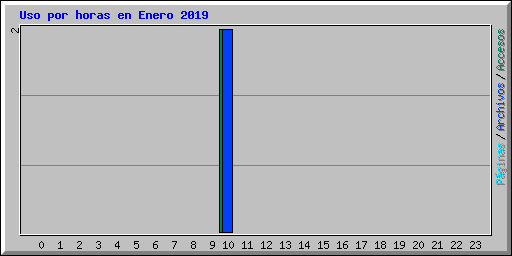 Uso por horas en Enero 2019
2
Páginas/Archivos/Accesos
0 1 2 3 4 5 6 7 8 9 10 11 12 13 14 15 16 17 18 19 20 21 22 23